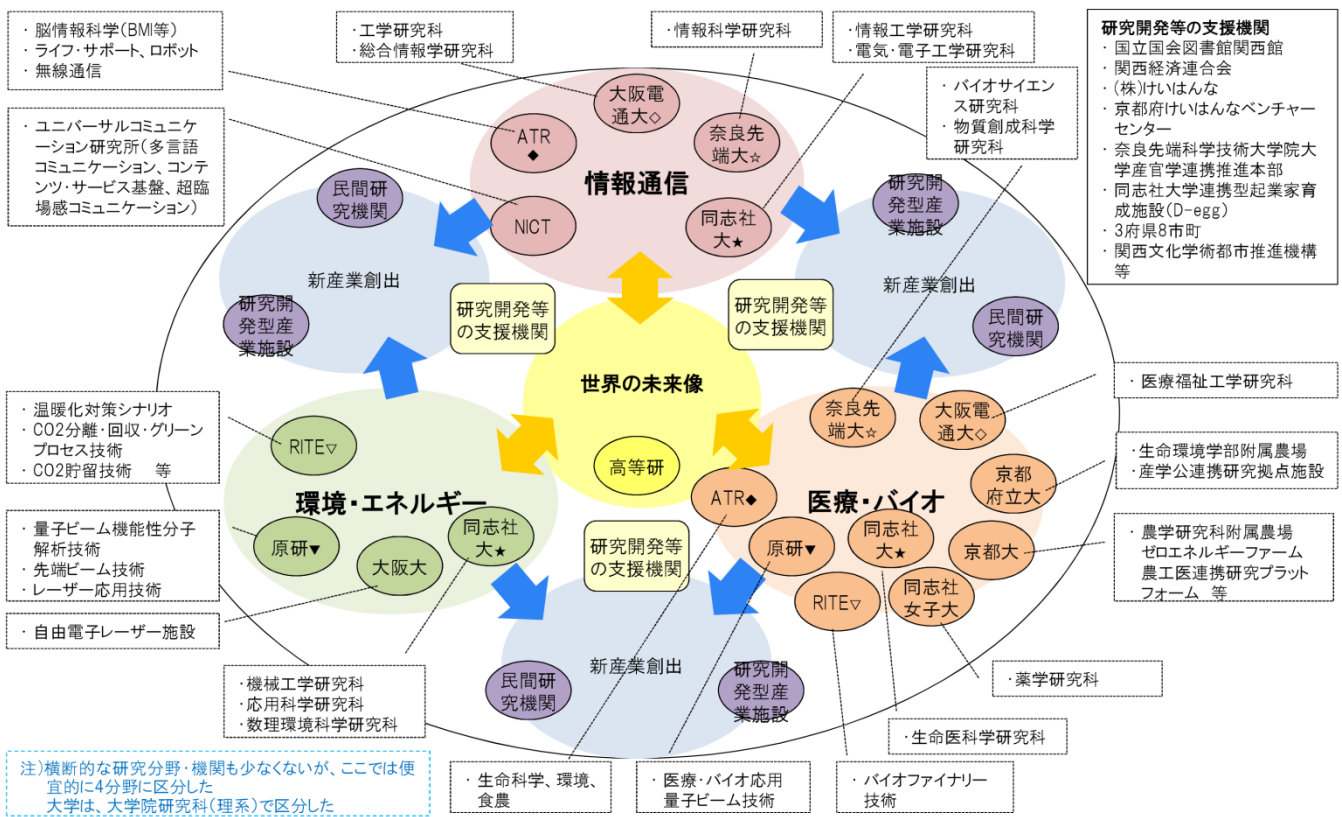 ・脳情報科学(BMI等)
・ライフ・サポート、ロボット
・無線通信
・工学研究科
・総合情報学研究科
・情報科学研究科
・情報工学研究科
・電気・電子工学研究科
研究開発等の支援機関
・国立国会図書館関西館
・関西経済連合会
・(株)けいはんな
・京都府けいはんなベンチャー
センター
・奈良先端科学技術大学院大
学産官学連携推進本部
・同志社大学連携型起業家育
成施設(D-egg)
・3府県8市町
・関西文化学術都市推進機構
等
・バイオサイエ
ンス研究科
・物質創成科学
研究科
・ユニバーサルコミュニケ
ーション研究所(多言語
コミュニケーション、コンテ
ンツ・サービス基盤、超臨
場感コミュニケーション)
大阪電
通大◇
ATR
◆
奈良先
端大☆
情報通信
NICT
同志社
大★
民間研
究機関
新産業創出
研究開
発型産
業施設
研究開
発型産
業施設
新産業創出
民間研
究機関
研究開発等
の支援機関
研究開発等
の支援機関
世界の未来像
高等研
・温暖化対策シナリオ
・CO2分離・回収・グリーン
プロセス技術
・CO2貯留技術　等
・量子ビーム機能性分子
解析技術
・先端ビーム技術
・レーザー応用技術
・自由電子レーザー施設
RITE▽
環境・エネルギー
原研▼
大阪大
同志社
大★
奈良先
端大☆
大阪電
通大◇
京都
府立大
ATR◆
医療・バイオ
原研▼
同志社
大★
京都大
RITE▽
同志社
女子大
・医療福祉工学研究科
・生命環境学部附属農場
・産学公連携研究拠点施設
・農学研究科附属農場
ゼロエネルギーファーム
農工医連携研究プラット
フォーム 等
研究開発等
の支援機関
新産業創出
民間研
究機関
研究開
発型産
業施設
・機械工学研究科
・応用科学研究科
・数理環境科学研究科
・薬学研究科
・生命医科学研究科
・生命科学、環境、
食農
・医療・バイオ応用
量子ビーム技術
・バイオファイナリー
技術
注)横断的な研究分野・機関も少なくないが、ここでは便
宜的に4分野に区分した
大学は、大学院研究科(理系)で区分した